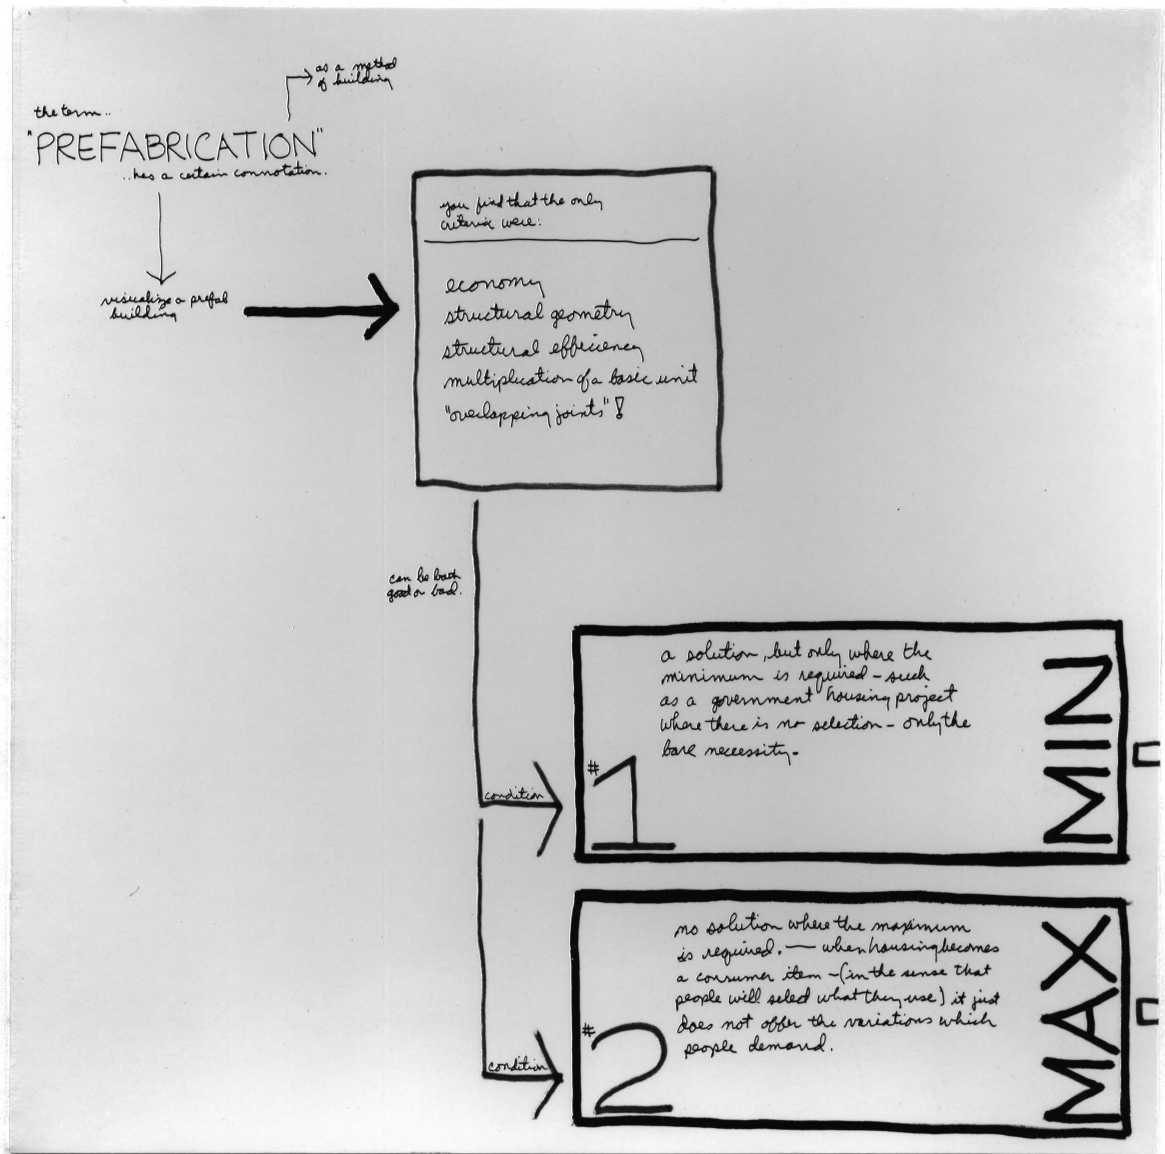 as a method
of building
the term..
"PREFABRICATION"
..has a certain connotation.
visualize a prefab
building
you find that the only
criteria were:
economy
structural geometry
structural efficiency
multiplication of a basic unit
"overlapping joints"!
can be both
good or bad.
condition
#1
a solution, but only where the
minimum is required - such
as a government housing project
where there is no selection - only the
bare necessity -
MIN
condition
#2
no solution where the maximum
is required. — when housing becomes
a consumer item - (in the sense that
people will select what they use) it just
does not offer the variations which
people demand.
MAX